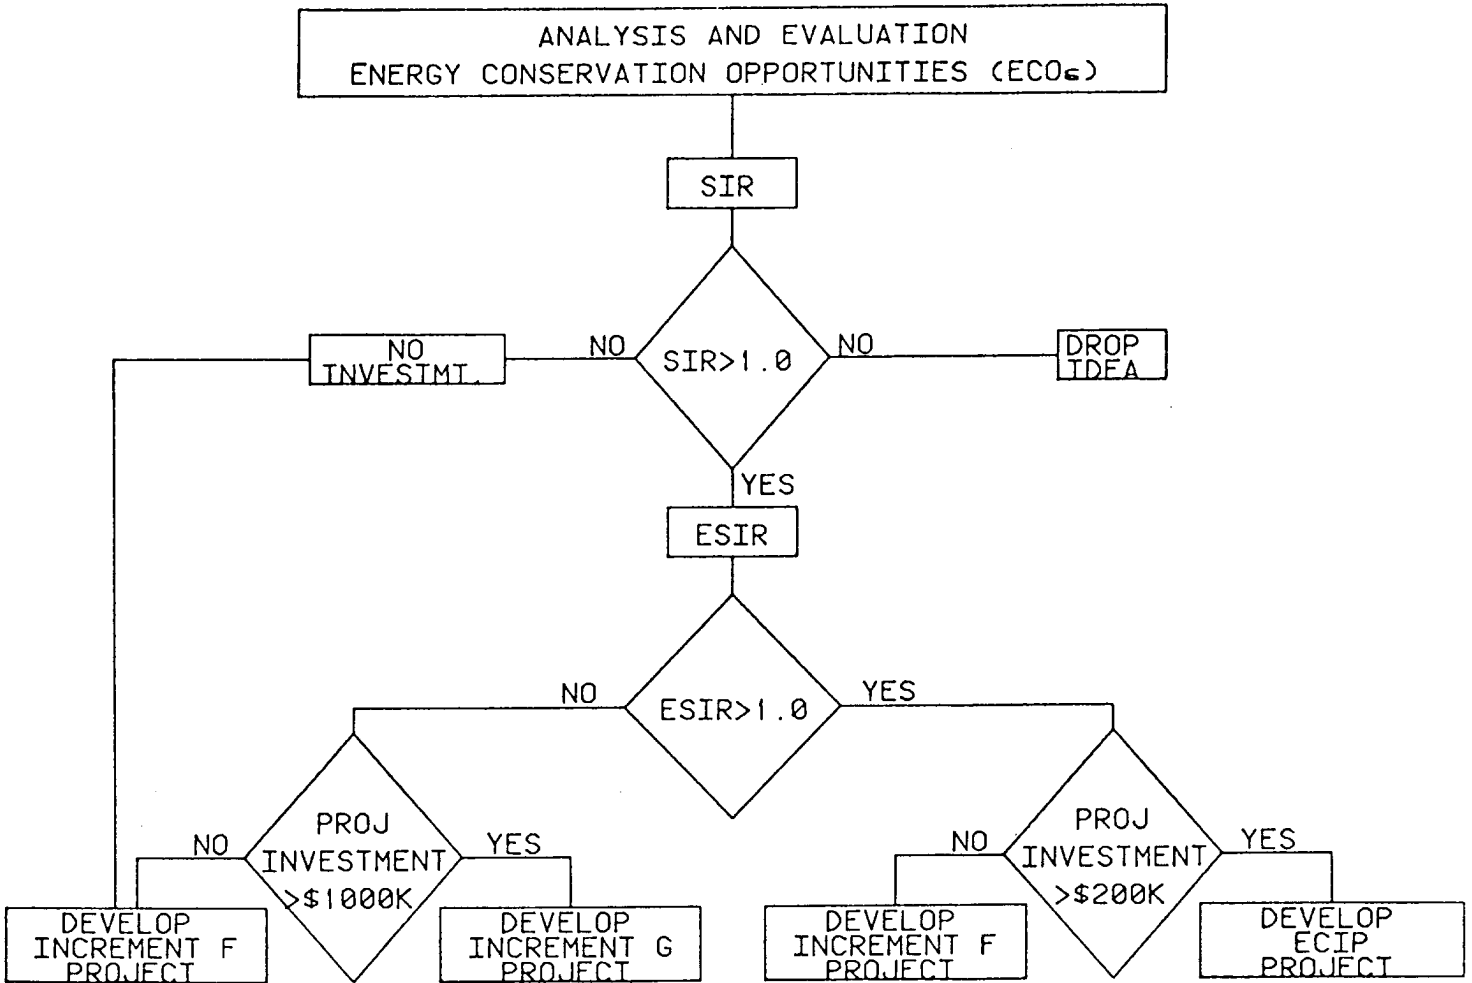 ANALYSIS AND EVALUATION
ENERGY CONSERVATION OPPORTUNITIES (ECOs)
SIR
NO
NO
NO
INVESTMT.
SIR>1.0
DROP
IDEA
YES
ESIR
NO
YES
ESIR>1.0
NO
PROJ
INVESTMENT
>$1000K
YES
NO
PROJ
INVESTMENT
>$200K
YES
DEVELOP
INCREMENT F
PROJECT
DEVELOP
INCREMENT G
PROJECT
DEVELOP
INCREMENT F
PROJECT
DEVELOP
ECIP
PROJECT